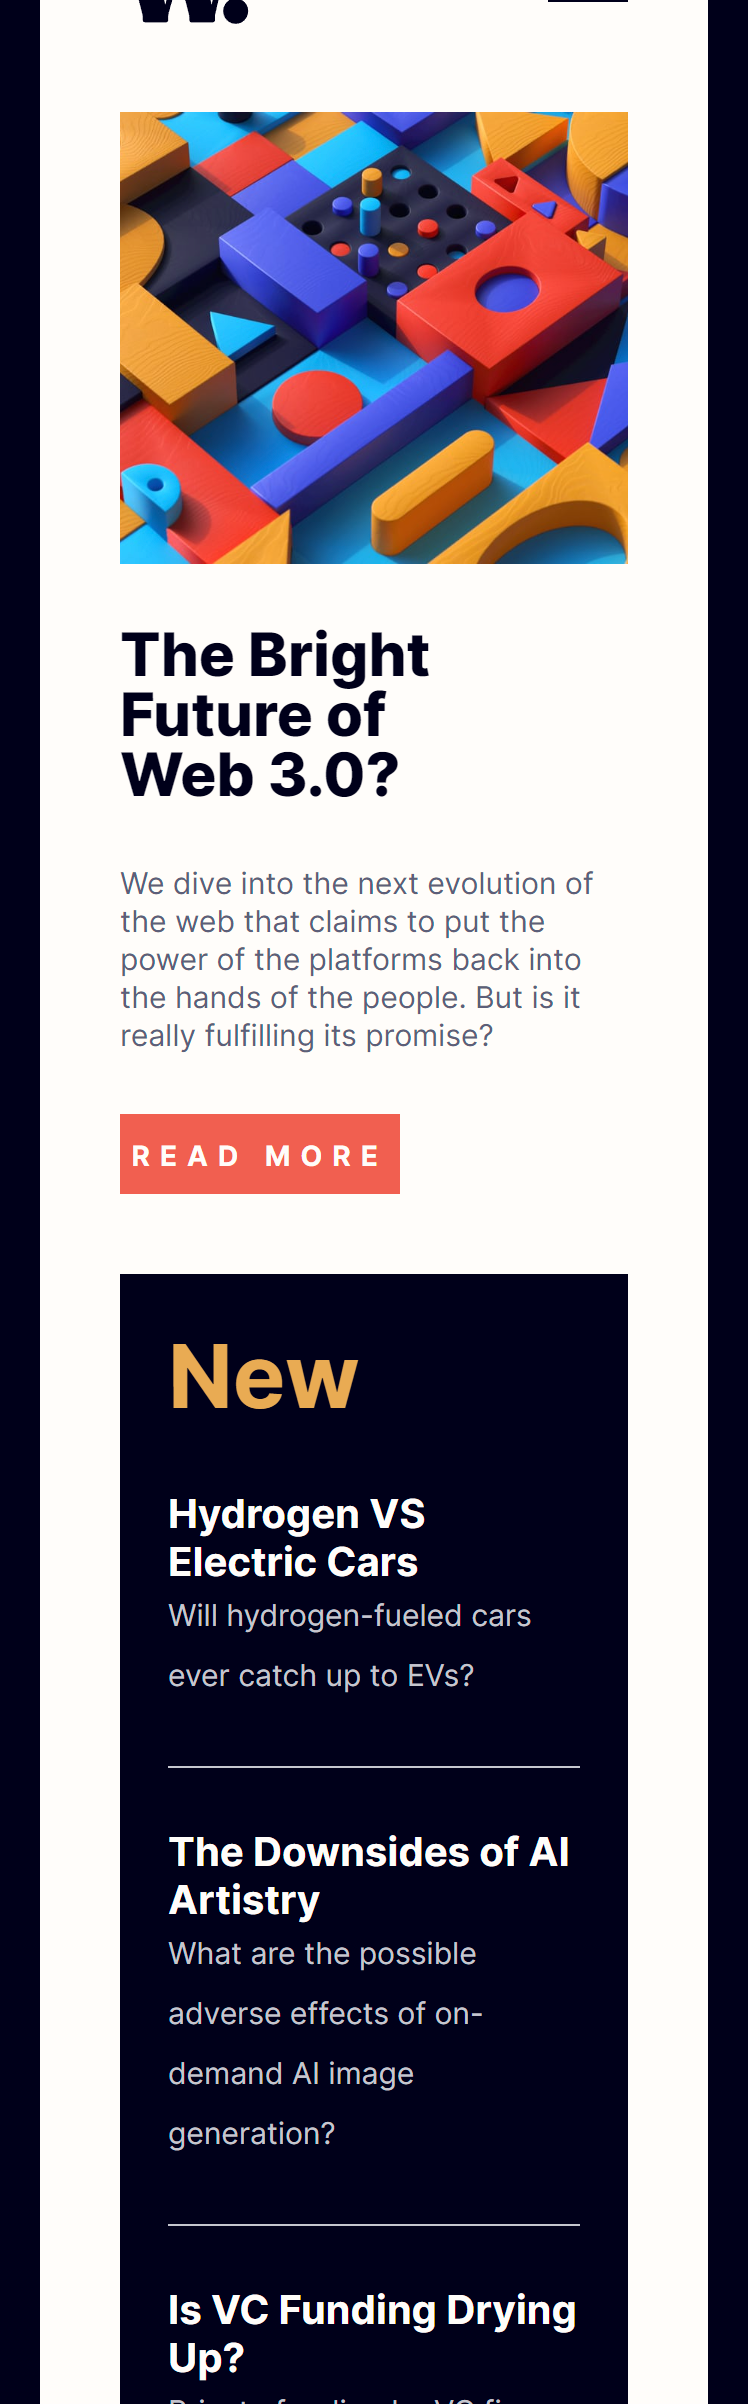 W.
The Bright
Future of
Web 3.0?
We dive into the next evolution of
the web that claims to put the
power of the platforms back into
the hands of the people. But is it
really fulfilling its promise?
READ MORE
New
Hydrogen VS
Electric Cars
Will hydrogen-fueled cars
ever catch up to EVs?
The Downsides of AI
Artistry
What are the possible
adverse effects of on-
demand AI image
generation?
Is VC Funding Drying
Up?